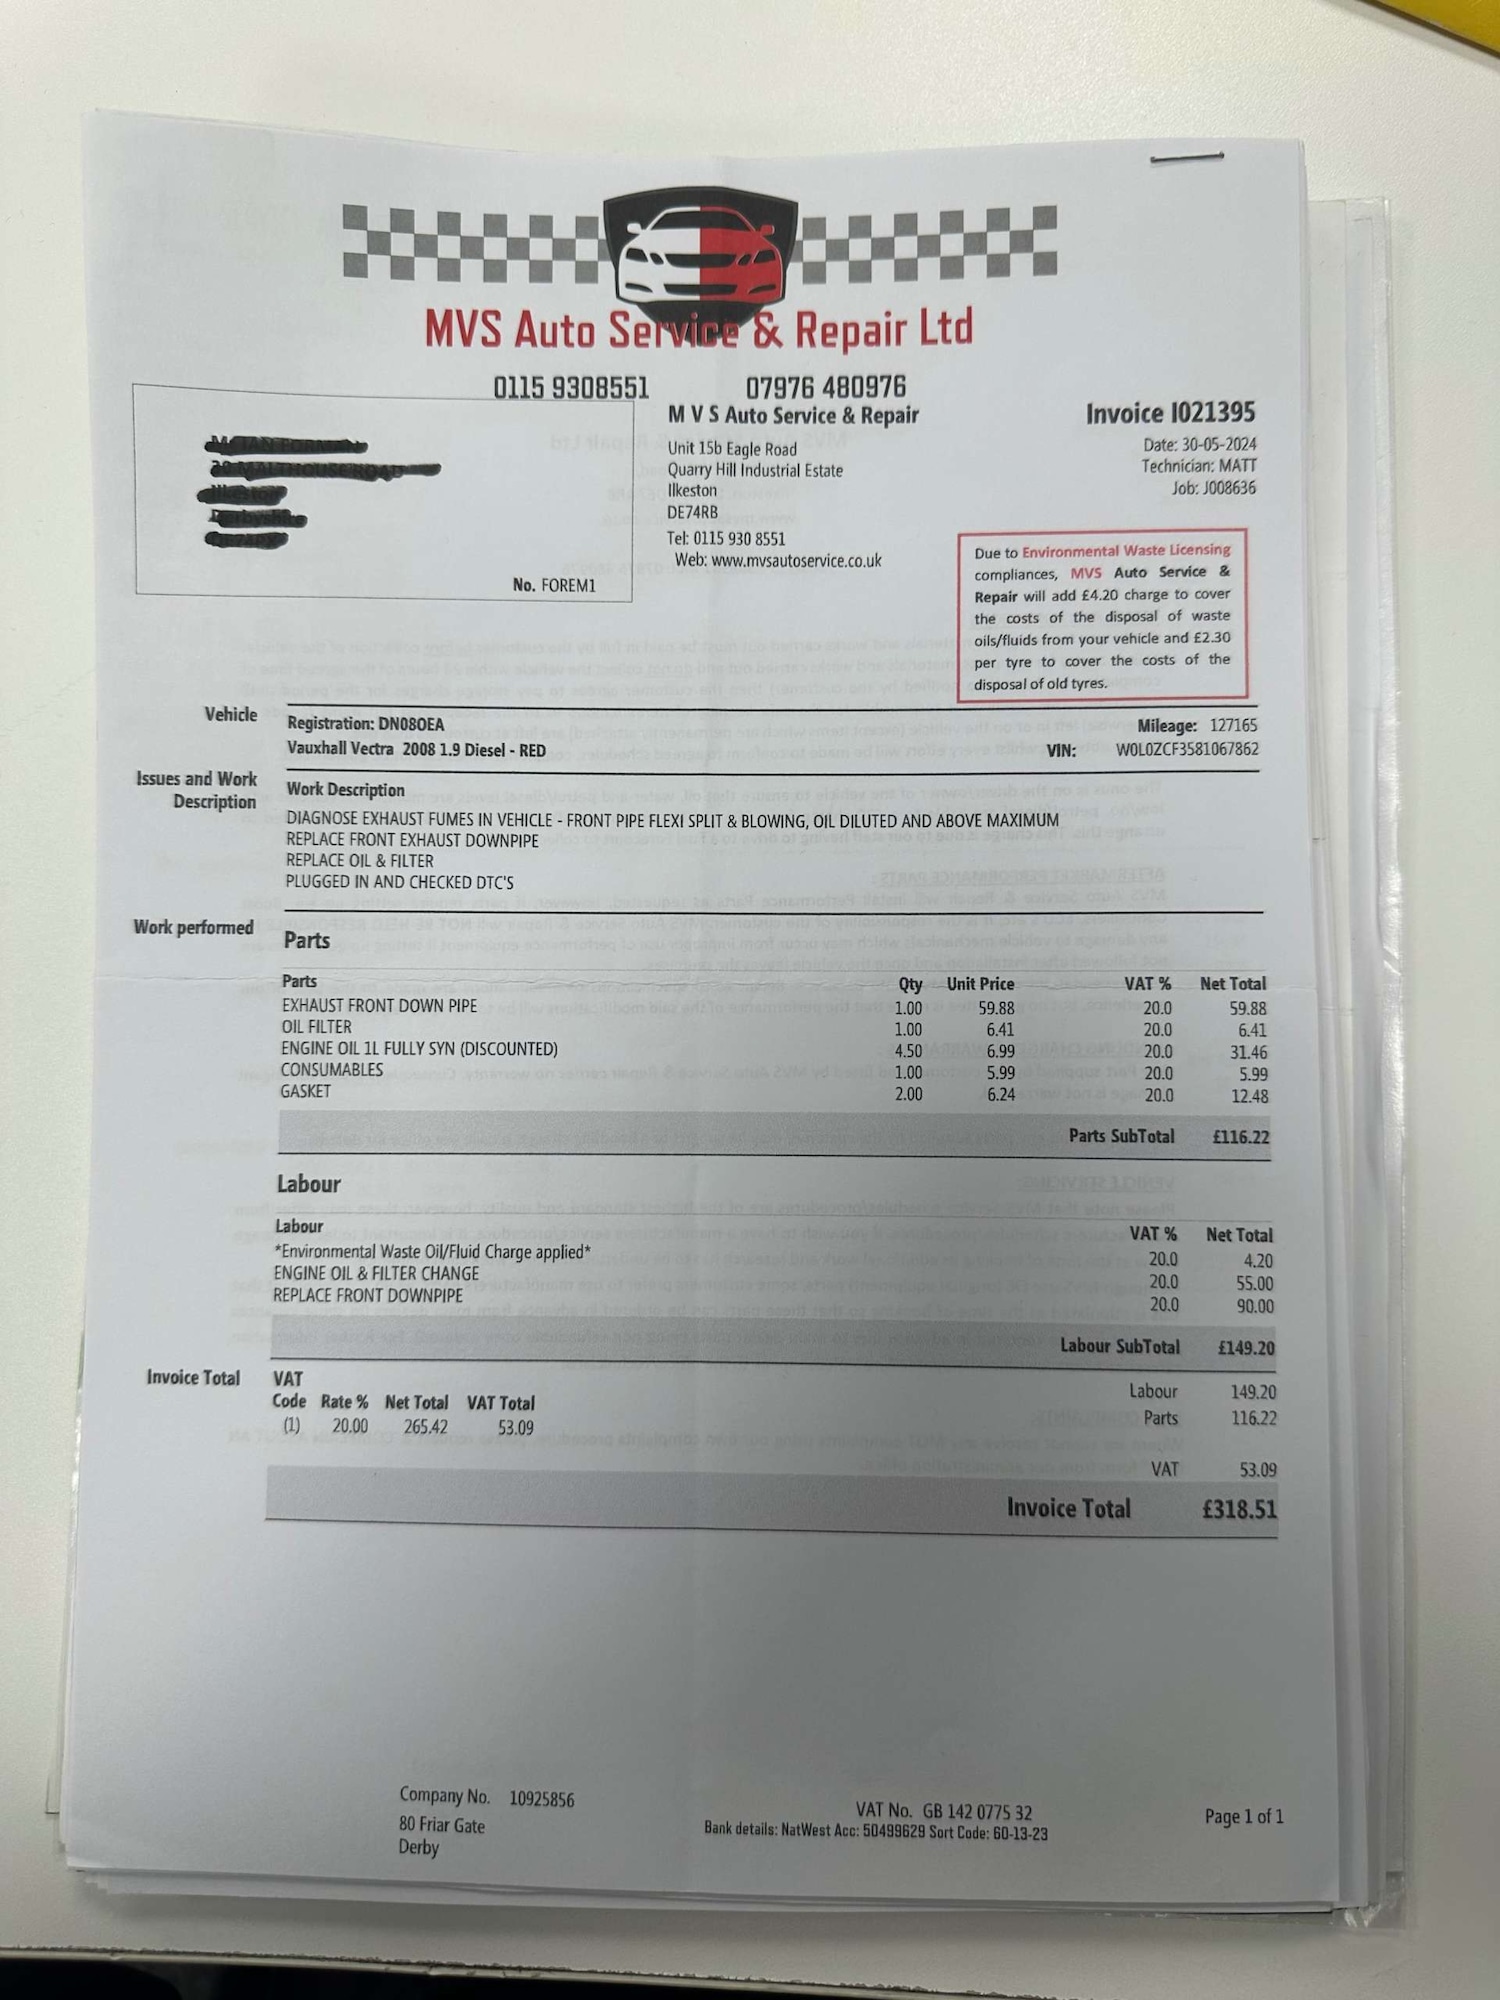 MVS Auto Service & Repair Ltd
0115 9308551 07976 480976
M V S Auto Service & Repair
Unit 15b Eagle Road
Quarry Hill Industrial Estate
Ilkeston
DE74RB
Tel: 0115 930 8551
Web: www.mvsautoservice.co.uk
Invoice I021395
Date: 30-05-2024
Technician: MATT
Job: J008636
No. FOREM1
Due to Environmental Waste Licensing
compliances, MVS Auto Service &
Repair will add £4.20 charge to cover
the costs of the disposal of waste
oils/fluids from your vehicle and £2.30
per tyre to cover the costs of the
disposal of old tyres.
Vehicle
Registration: DN08OEA Mileage: 127165
Vauxhall Vectra 2008 1.9 Diesel - RED VIN: W0L0ZCF3581067862
Issues and Work
Description
Work Description
DIAGNOSE EXHAUST FUMES IN VEHICLE - FRONT PIPE FLEXI SPLIT & BLOWING, OIL DILUTED AND ABOVE MAXIMUM
REPLACE FRONT EXHAUST DOWNPIPE
REPLACE OIL & FILTER
PLUGGED IN AND CHECKED DTC'S
Work performed
Parts
Parts Qty Unit Price VAT % Net Total
EXHAUST FRONT DOWN PIPE 1.00 59.88 20.0 59.88
OIL FILTER 1.00 6.41 20.0 6.41
ENGINE OIL 1L FULLY SYN (DISCOUNTED) 4.50 6.99 20.0 31.46
CONSUMABLES 1.00 5.99 20.0 5.99
GASKET 2.00 6.24 20.0 12.48
Parts SubTotal £116.22
Labour
Labour VAT % Net Total
*Environmental Waste Oil/Fluid Charge applied* 20.0 4.20
ENGINE OIL & FILTER CHANGE 20.0 55.00
REPLACE FRONT DOWNPIPE 20.0 90.00
Labour SubTotal £149.20
Invoice Total
VAT
Code Rate % Net Total VAT Total
(1) 20.00 265.42 53.09
Labour 149.20
Parts 116.22
VAT 53.09
Invoice Total £318.51
Company No. 10925856
80 Friar Gate
Derby
VAT No. GB 142 0775 32
Bank details: NatWest Acc: 50499629 Sort Code: 60-13-23
Page 1 of 1